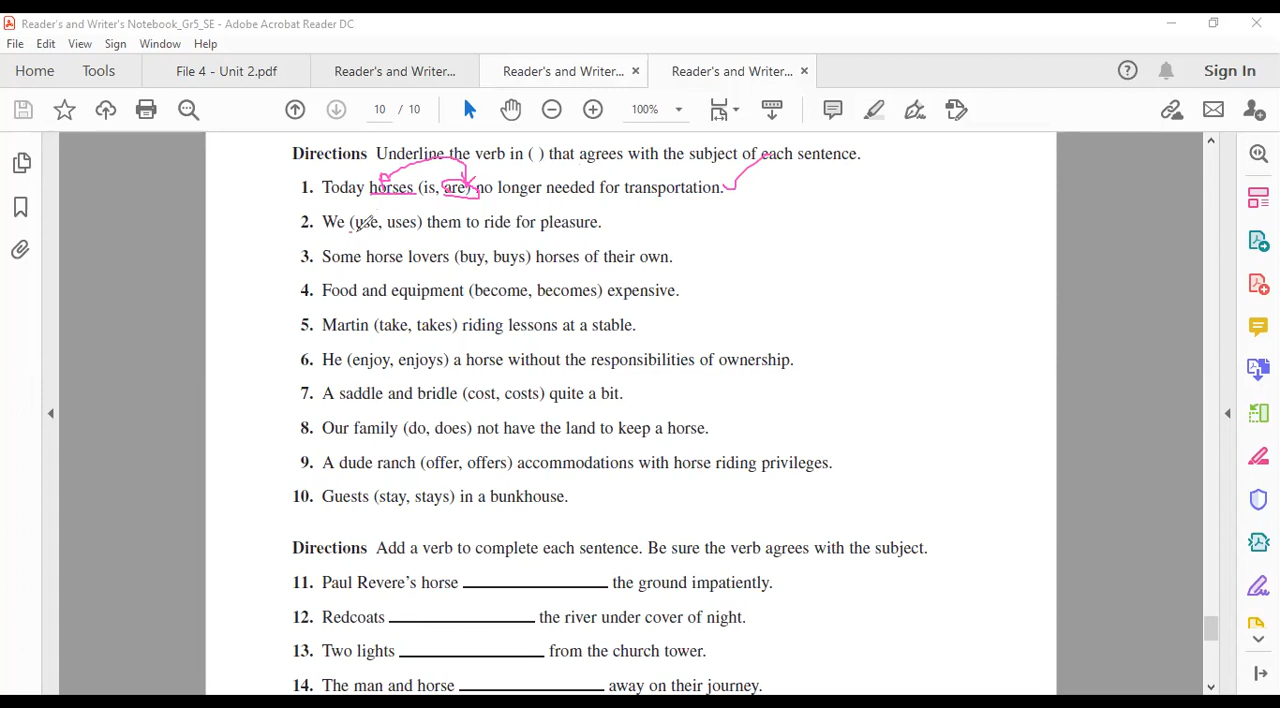 Reader's and Writer's Notebook_Gr5_SE - Adobe Acrobat Reader DC
File Edit View Sign Window Help
Home Tools File 4 - Unit 2.pdf Reader's and Writer... Reader's and Writer... Reader's and Writer...
Sign In
10 / 10 100%
Directions Underline the verb in ( ) that agrees with the subject of each sentence.
1. Today horses (is, are) no longer needed for transportation.
2. We (use, uses) them to ride for pleasure.
3. Some horse lovers (buy, buys) horses of their own.
4. Food and equipment (become, becomes) expensive.
5. Martin (take, takes) riding lessons at a stable.
6. He (enjoy, enjoys) a horse without the responsibilities of ownership.
7. A saddle and bridle (cost, costs) quite a bit.
8. Our family (do, does) not have the land to keep a horse.
9. A dude ranch (offer, offers) accommodations with horse riding privileges.
10. Guests (stay, stays) in a bunkhouse.
Directions Add a verb to complete each sentence. Be sure the verb agrees with the subject.
11. Paul Revere's horse ________________ the ground impatiently.
12. Redcoats ________________ the river under cover of night.
13. Two lights ________________ from the church tower.
14. The man and horse ________________ away on their journey.